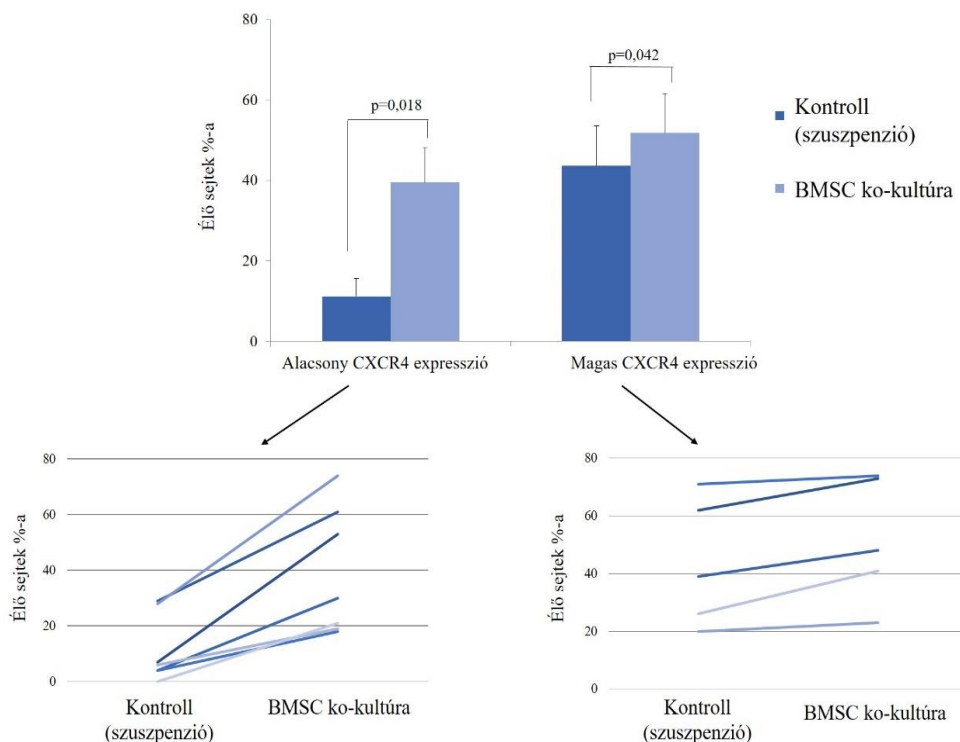 80
60
40
20
0
Élő sejtek %-a
p=0,018
p=0,042
Kontroll
(szuszpenzió)
BMSC ko-kultúra
Alacsony CXCR4 expresszió
Magas CXCR4 expresszió
80
60
40
20
0
Élő sejtek %-a
Kontroll
(szuszpenzió)
BMSC ko-kultúra
80
60
40
20
0
Élő sejtek %-a
Kontroll
(szuszpenzió)
BMSC ko-kultúra